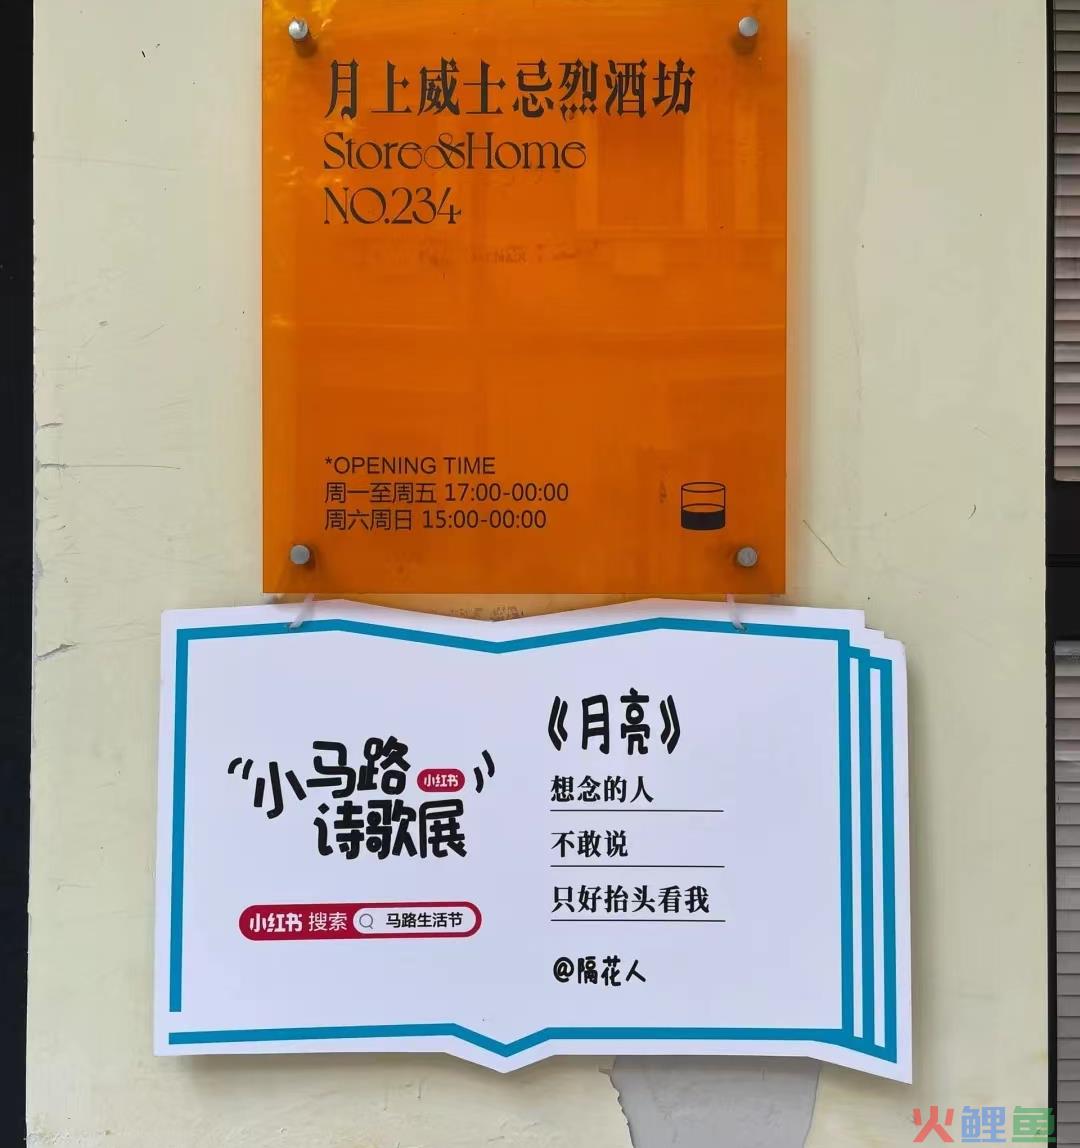 月上威士忌烈酒坊
Store&Home
NO.234
*OPENING TIME
周一至周五 17:00-00:00
周六周日 15:00-00:00
“小马路 小红书 ”
诗歌展
小红书 搜索 马路生活节
《月亮》
想念的人
不敢说
只好抬头看我
@隔花人
火鲤鱼